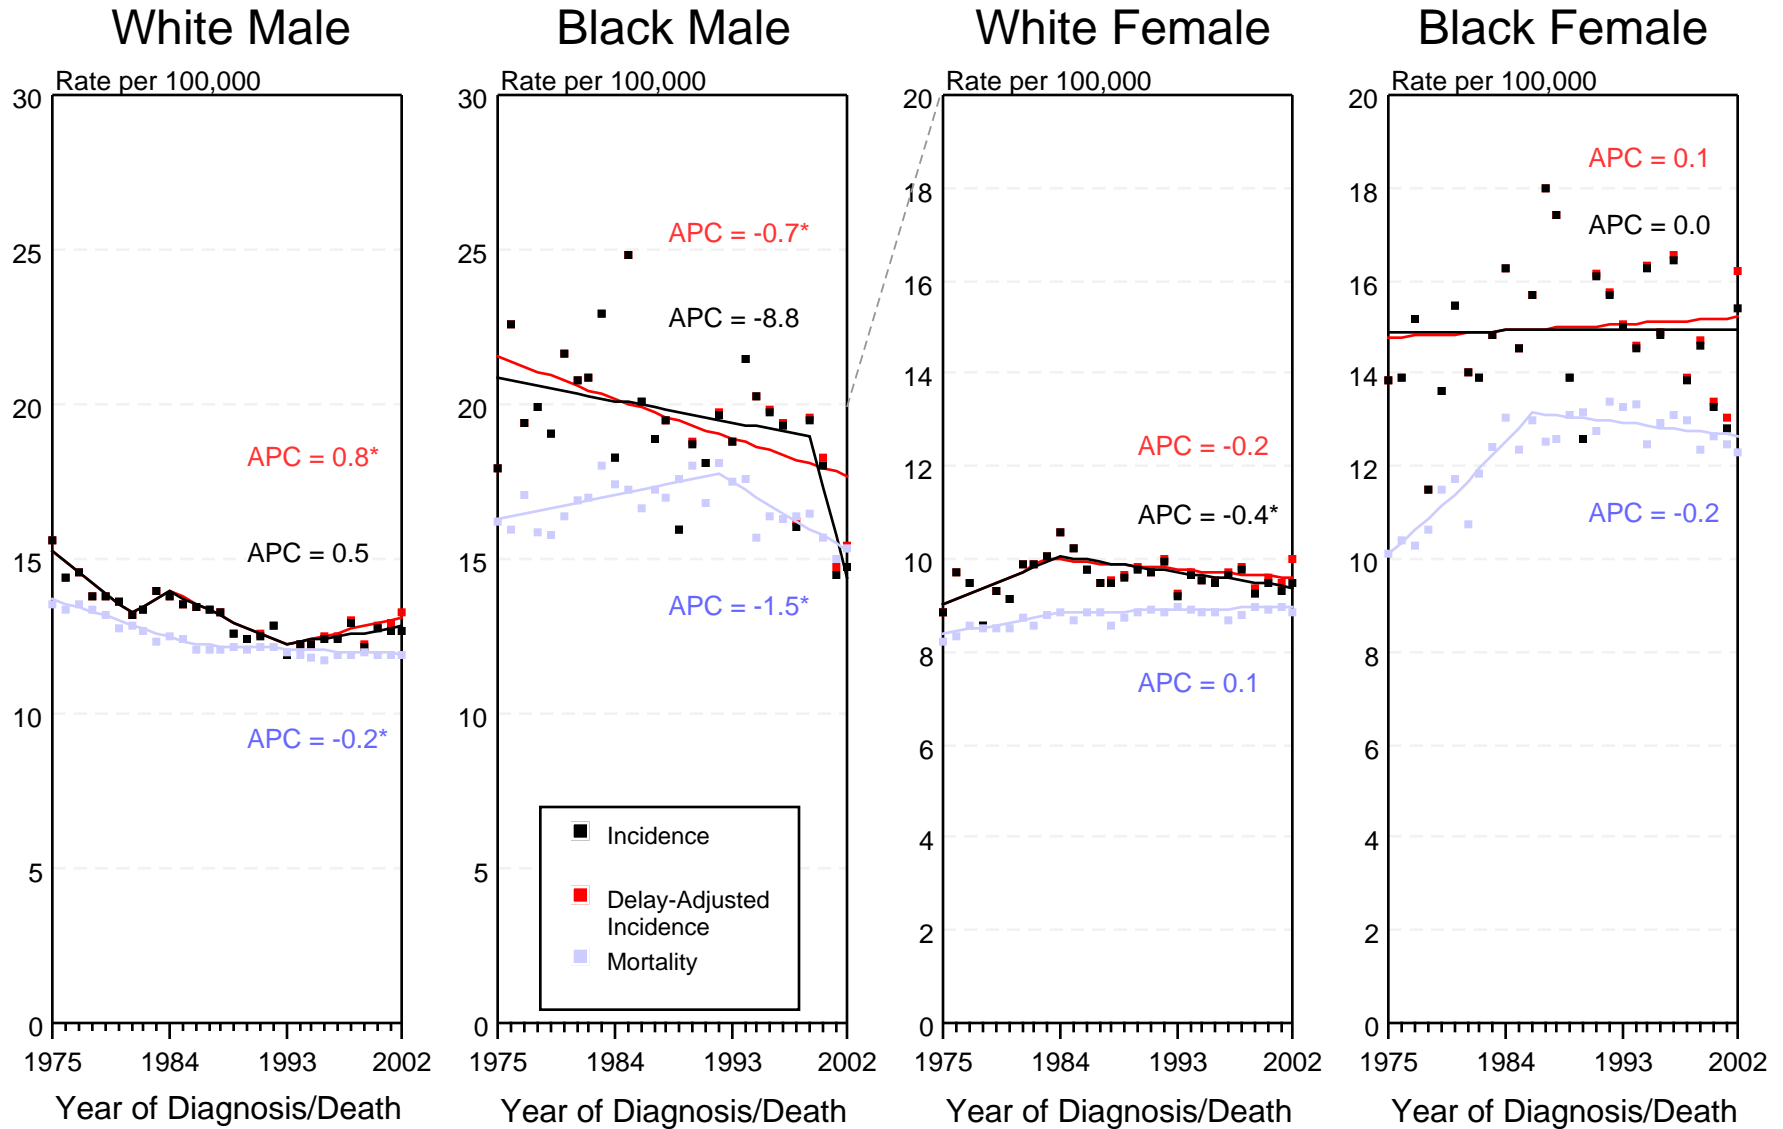 White Male
Rate per 100,000
30
25
20
15
10
5
0
APC = 0.8*
APC = 0.5
APC = -0.2*
1975 1984 1993 2002
Year of Diagnosis/Death
Black Male
Rate per 100,000
30
25
20
15
10
5
0
APC = -0.7*
APC = -8.8
APC = -1.5*
Incidence
Delay-Adjusted
Incidence
Mortality
1975 1984 1993 2002
Year of Diagnosis/Death
White Female
Rate per 100,000
20
18
16
14
12
10
8
6
4
2
0
APC = -0.2
APC = -0.4*
APC = 0.1
1975 1984 1993 2002
Year of Diagnosis/Death
Black Female
Rate per 100,000
20
18
16
14
12
10
8
6
4
2
0
APC = 0.1
APC = 0.0
APC = -0.2
1975 1984 1993 2002
Year of Diagnosis/Death